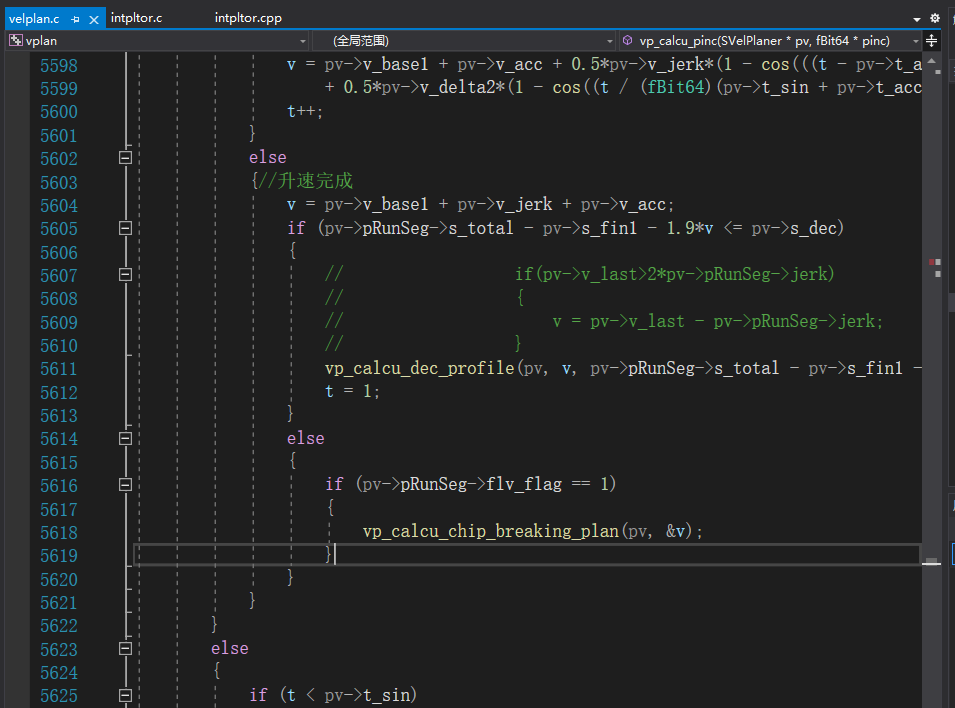 velplan.c
intpltor.c
intpltor.cpp
vplan
(全局范围)
vp_calcu_pinc(SVelPlaner * pv, fBit64 * pinc)
5598 v = pv->v_base1 + pv->v_acc + 0.5*pv->v_jerk*(1 - cos(((t - pv->t_a
5599 + 0.5*pv->v_delta2*(1 - cos((t / (fBit64)(pv->t_sin + pv->t_acc
5600 t++;
5601 }
5602 else
5603 {//升速完成
5604 v = pv->v_base1 + pv->v_jerk + pv->v_acc;
5605 if (pv->pRunSeg->s_total - pv->s_fin1 - 1.9*v <= pv->s_dec)
5606 {
5607 // if(pv->v_last>2*pv->pRunSeg->jerk)
5608 // {
5609 // v = pv->v_last - pv->pRunSeg->jerk;
5610 // }
5611 vp_calcu_dec_profile(pv, v, pv->pRunSeg->s_total - pv->s_fin1 -
5612 t = 1;
5613 }
5614 else
5615 {
5616 if (pv->pRunSeg->flv_flag == 1)
5617 {
5618 vp_calcu_chip_breaking_plan(pv, &v);
5619 }
5620 }
5621 }
5622 }
5623 else
5624 {
5625 if (t < pv->t_sin)